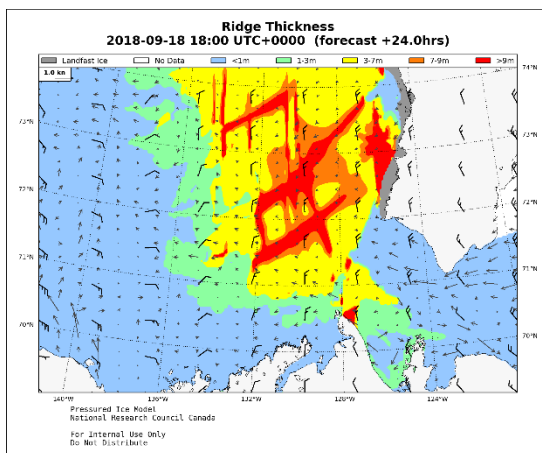 Ridge Thickness
2018-09-18 18:00 UTC+0000  (forecast +24.0hrs)
Landfast Ice No Data <1m 1-3m 3-7m 7-9m >9m
1.0 kn
74°N 74°N
73°N 73°N
72°N 72°N
71°N 71°N
70°N 70°N
140°W 136°W 132°W 128°W 124°W
Pressured Ice Model
National Research Council Canada
For Internal Use Only
Do Not Distribute